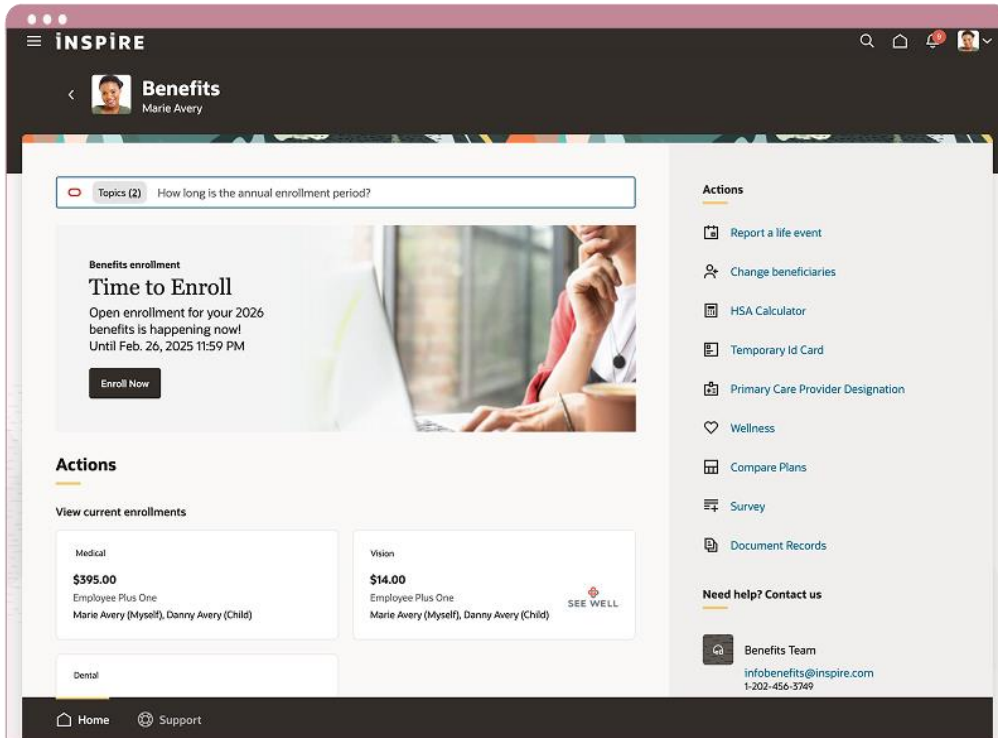 iNSPiRE
Benefits
Marie Avery
Topics (2) How long is the annual enrollment period?
Benefits enrollment
Time to Enroll
Open enrollment for your 2026
benefits is happening now!
Until Feb. 26, 2025 11:59 PM
Enroll Now
Actions
View current enrollments
Medical
$395.00
Employee Plus One
Marie Avery (Myself), Danny Avery (Child)
Vision
$14.00
Employee Plus One
Marie Avery (Myself), Danny Avery (Child)
SEE WELL
Dental
Actions
Report a life event
Change beneficiaries
HSA Calculator
Temporary Id Card
Primary Care Provider Designation
Wellness
Compare Plans
Survey
Document Records
Need help? Contact us
Benefits Team
infobenefits@inspire.com
1-202-456-3749
Home
Support